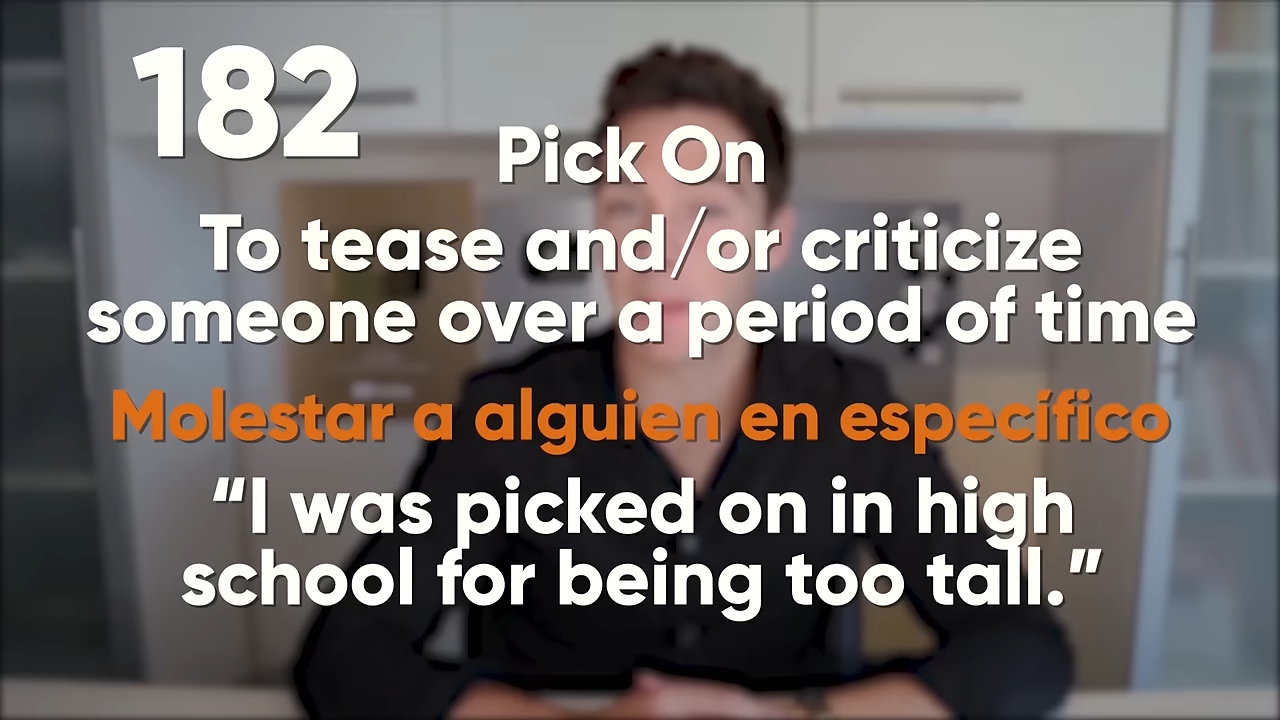 182
Pick On
To tease and/or criticize
someone over a period of time
Molestar a alguien en específico
“I was picked on in high
school for being too tall.”